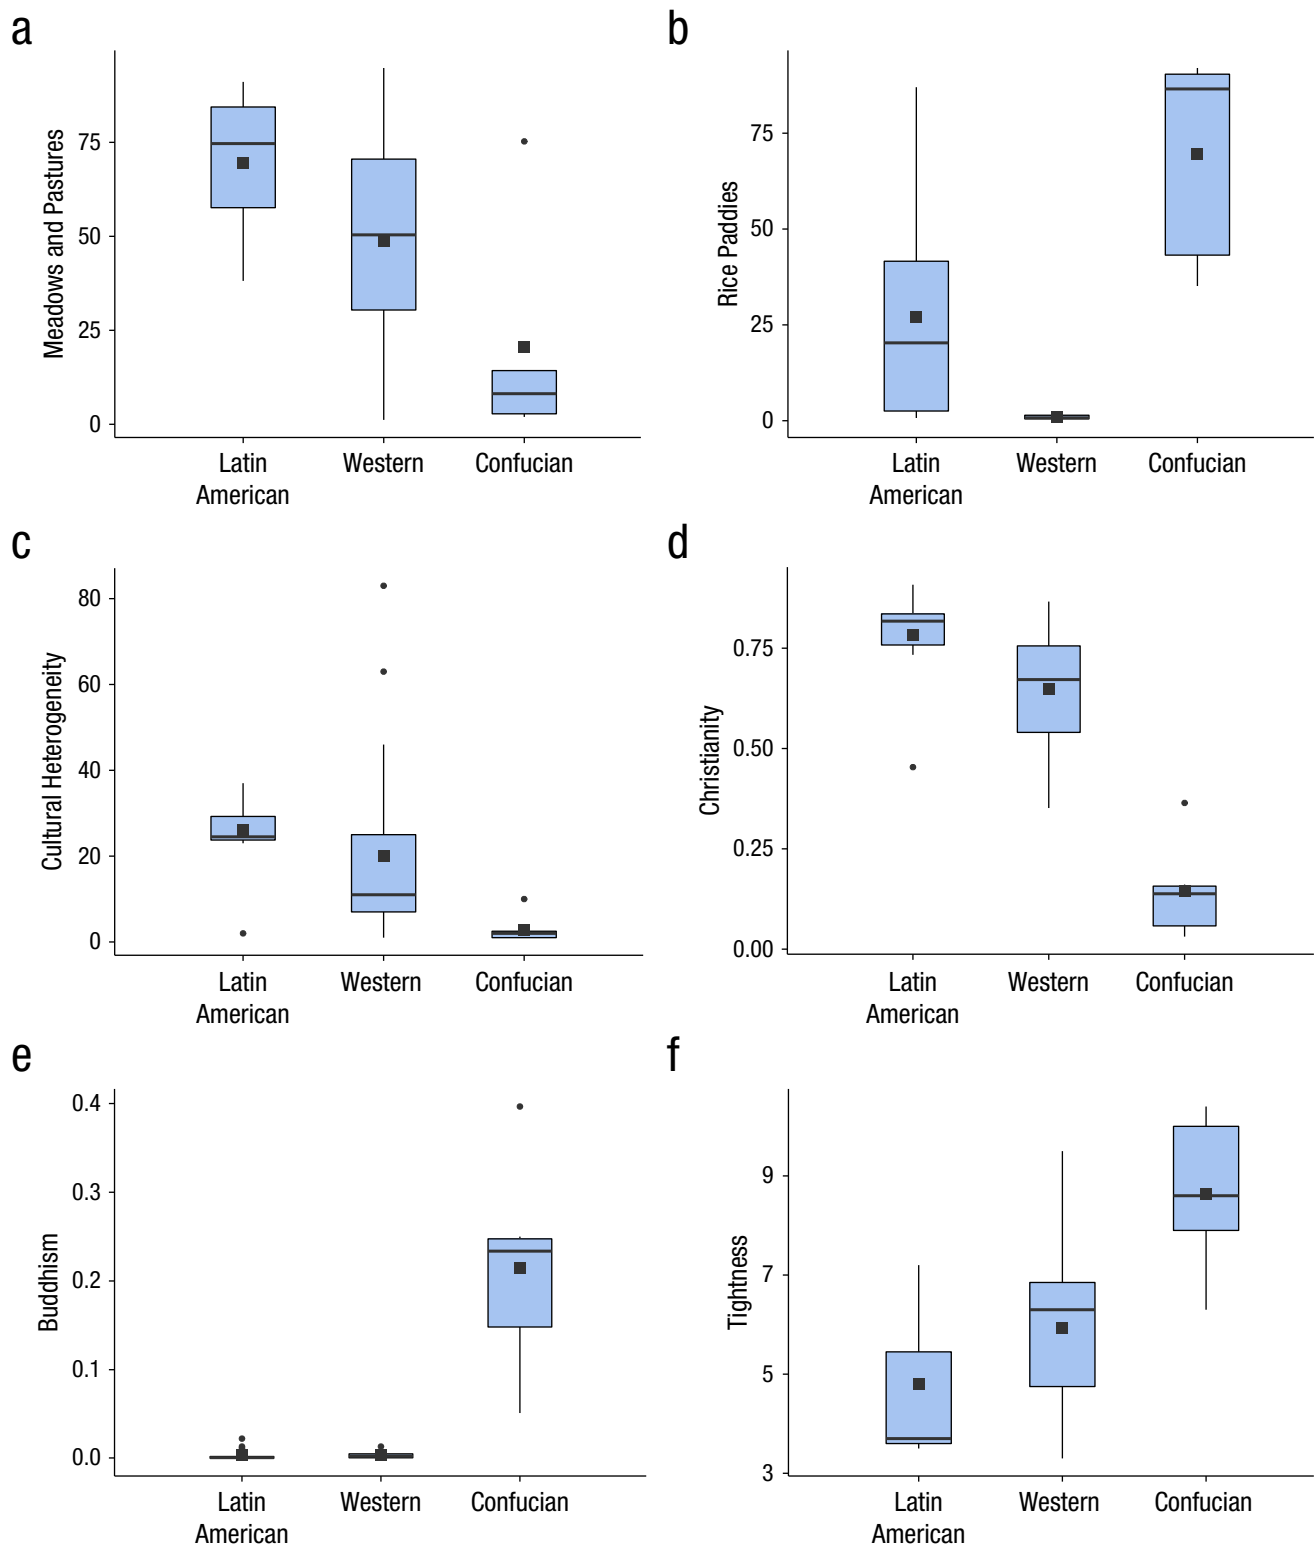 a
Meadows and Pastures
75
50
25
0
Latin
American
Western
Confucian
b
Rice Paddies
75
50
25
0
Latin
American
Western
Confucian
c
Cultural Heterogeneity
80
60
40
20
0
Latin
American
Western
Confucian
d
Christianity
0.75
0.50
0.25
0.00
Latin
American
Western
Confucian
e
Buddhism
0.4
0.3
0.2
0.1
0.0
Latin
American
Western
Confucian
f
Tightness
9
7
5
3
Latin
American
Western
Confucian